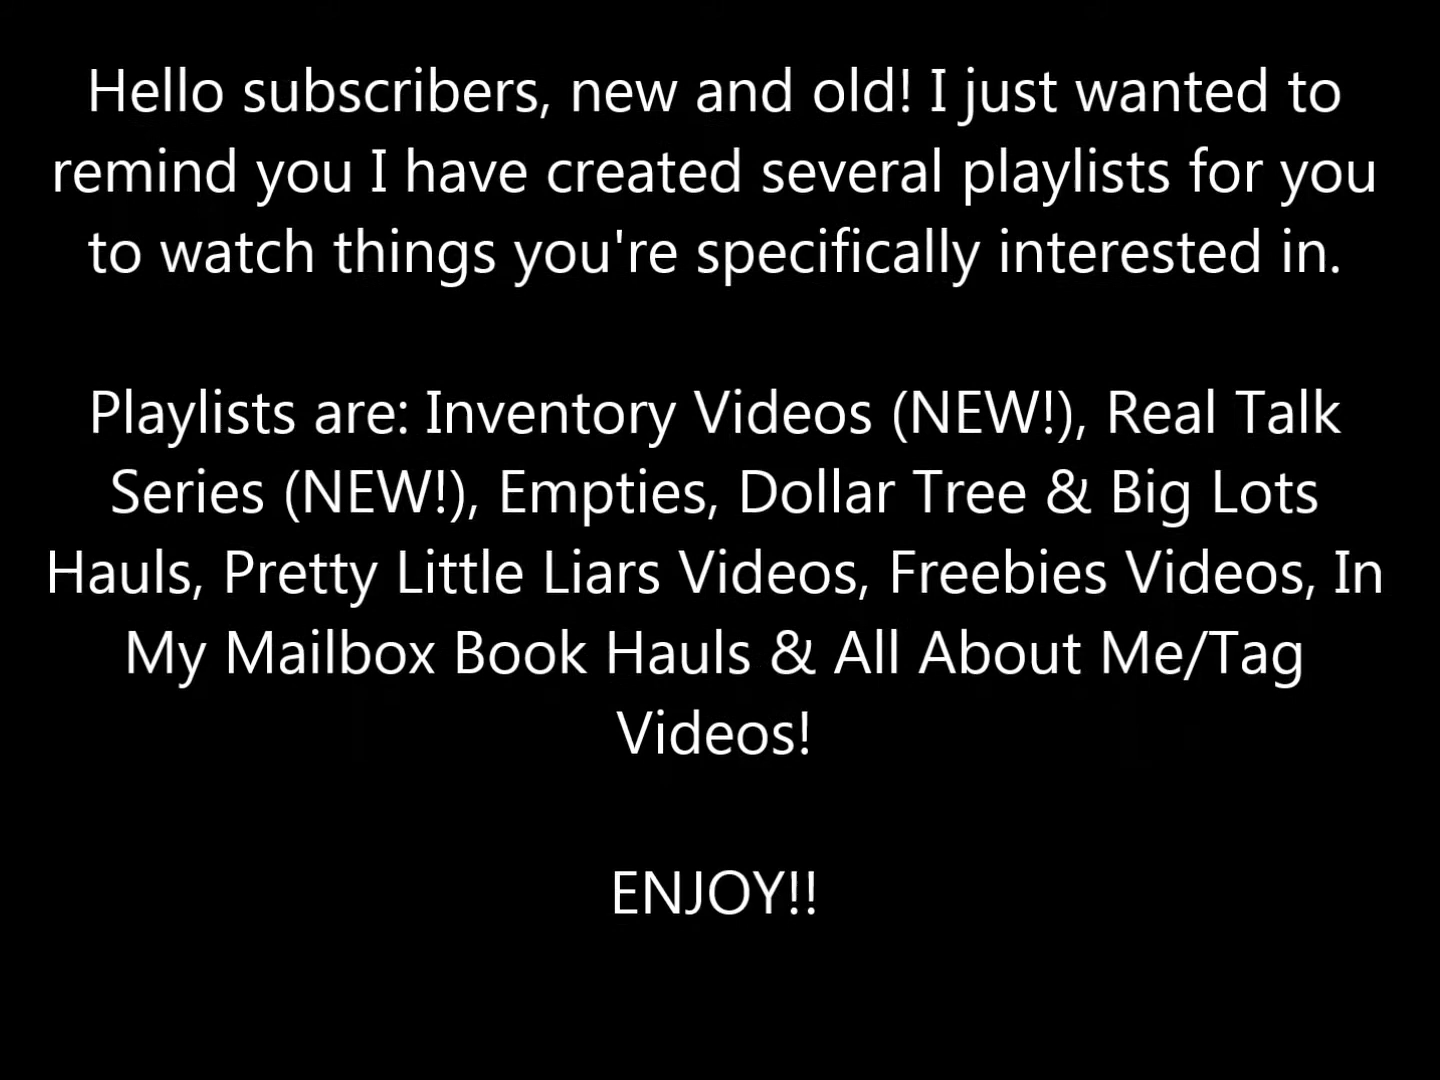 Hello subscribers, new and old! I just wanted to
remind you I have created several playlists for you
to watch things you're specifically interested in.
Playlists are: Inventory Videos (NEW!), Real Talk
Series (NEW!), Empties, Dollar Tree & Big Lots
Hauls, Pretty Little Liars Videos, Freebies Videos, In
My Mailbox Book Hauls & All About Me/Tag
Videos!
ENJOY!!